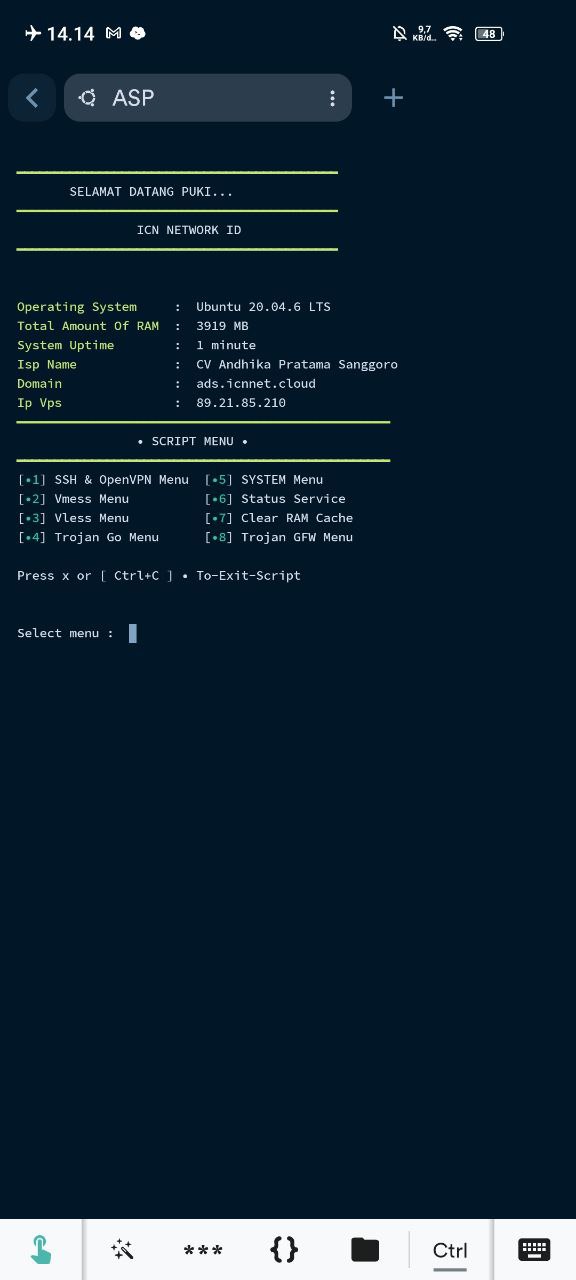 14.14
9,7
KB/d...
48
ASP
SELAMAT DATANG PUKI...
ICN NETWORK ID
Operating System : Ubuntu 20.04.6 LTS
Total Amount Of RAM : 3919 MB
System Uptime : 1 minute
Isp Name : CV Andhika Pratama Sanggoro
Domain : ads.icnnet.cloud
Ip Vps : 89.21.85.210
• SCRIPT MENU •
[•1] SSH & OpenVPN Menu [•5] SYSTEM Menu
[•2] Vmess Menu [•6] Status Service
[•3] Vless Menu [•7] Clear RAM Cache
[•4] Trojan Go Menu [•8] Trojan GFW Menu
Press x or [ Ctrl+C ] • To-Exit-Script
Select menu :
*** {} Ctrl